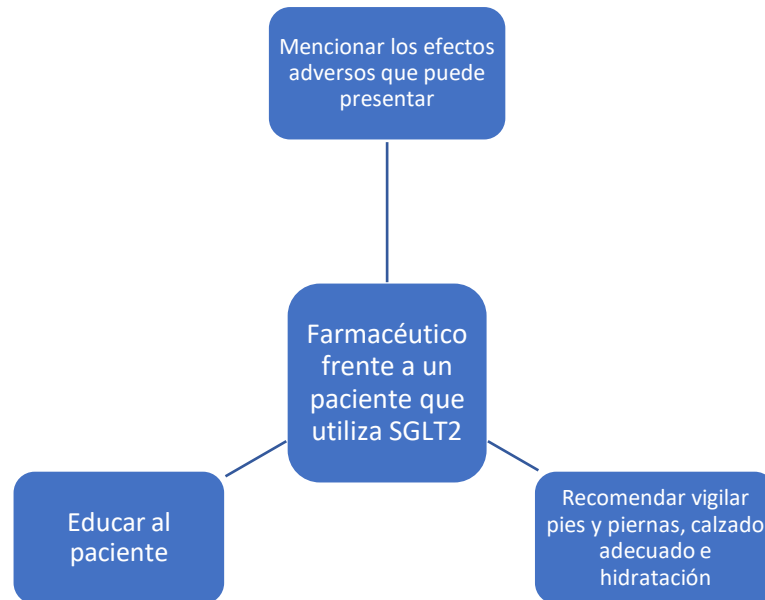 Mencionar los efectos
adversos que puede
presentar
Farmacéutico
frente a un
paciente que
utiliza SGLT2
Educar al
paciente
Recomendar vigilar
pies y piernas, calzado
adecuado e
hidratación